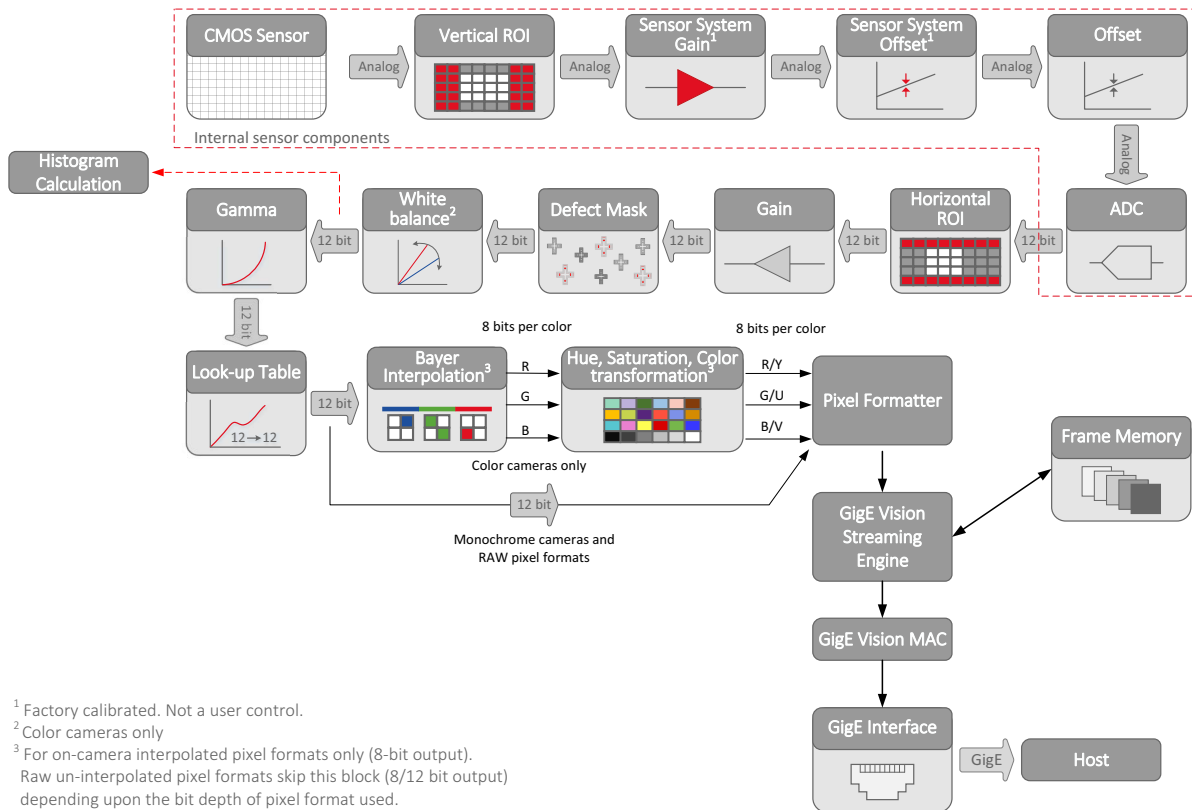 CMOS Sensor
Analog
Vertical ROI
Analog
Sensor System
Gain1
Analog
Sensor System
Offset1
Analog
Offset
Internal sensor components
Analog
Histogram
Calculation
Gamma
12 bit
White
balance2
12 bit
Defect Mask
12 bit
Gain
12 bit
Horizontal
ROI
12 bit
ADC
12 bit
8 bits per color
8 bits per color
Look-up Table
12→12
12 bit
Bayer
Interpolation3
R
G
B
Hue, Saturation, Color
transformation3
R/Y
G/U
B/V
Pixel Formatter
Color cameras only
12 bit
Monochrome cameras and
RAW pixel formats
Frame Memory
GigE Vision
Streaming
Engine
GigE Vision MAC
GigE Interface
GigE
Host
1 Factory calibrated. Not a user control.
2 Color cameras only
3 For on-camera interpolated pixel formats only (8-bit output).
Raw un-interpolated pixel formats skip this block (8/12 bit output)
depending upon the bit depth of pixel format used.